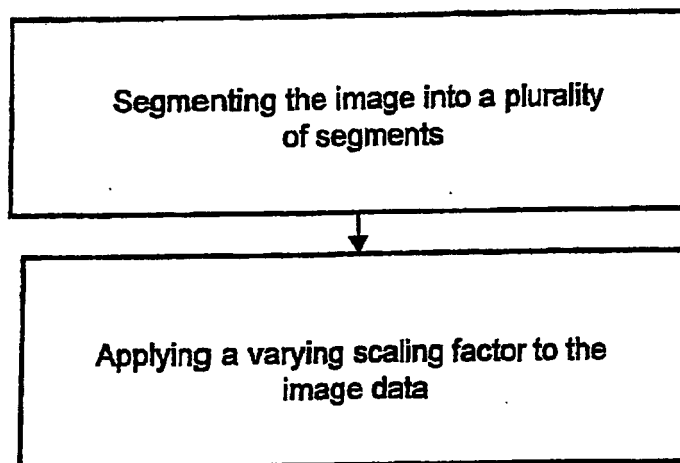 Segmenting the image into a plurality
of segments
Applying a varying scaling factor to the
image data